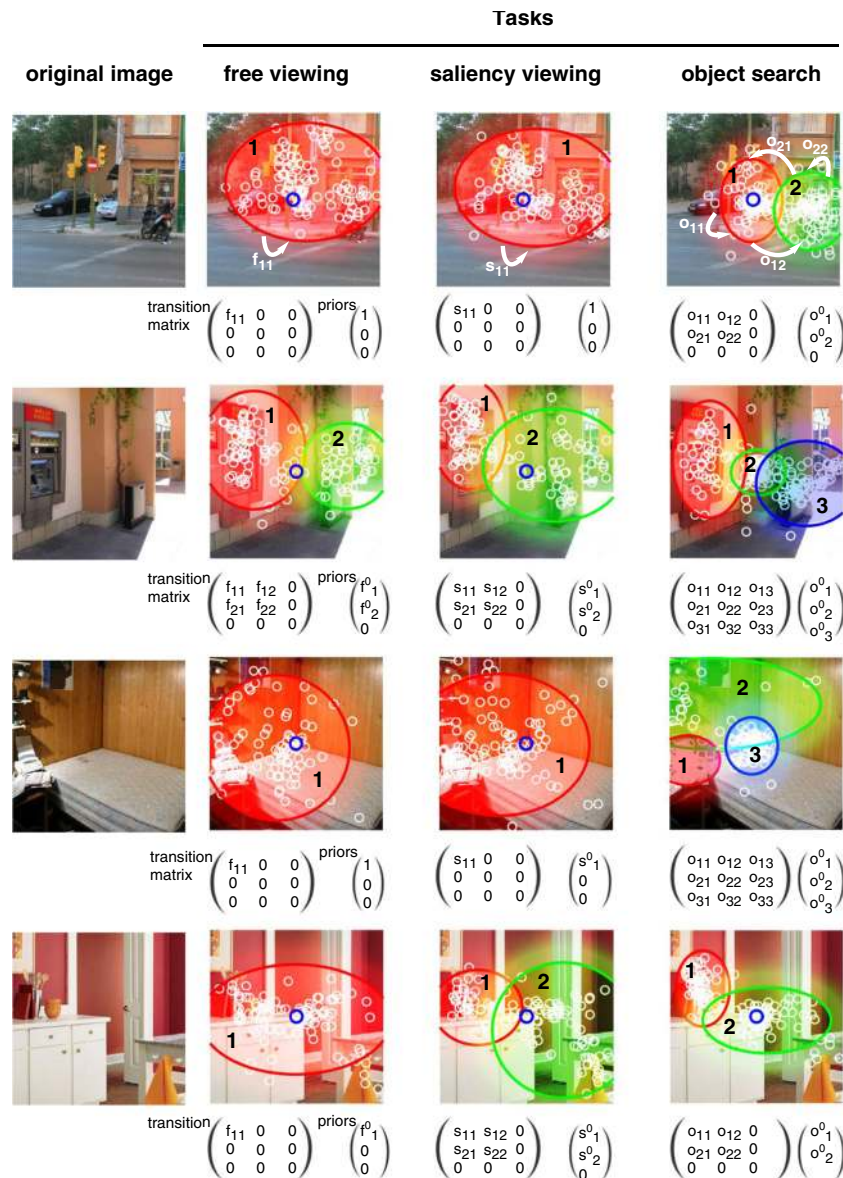 Tasks
original image free viewing saliency viewing object search
1 1 1 2
f11 s11 o11 o12 o21 o22
transition matrix priors
f11 0 0 1 s11 0 0 1 o11 o12 0 o⁰1
0 0 0 0 0 0 0 0 o21 o22 0 o⁰2
0 0 0 0 0 0 0 0 0 0 0 0
1 2 1 2 1 2 3
transition matrix priors
f11 f12 0 f⁰1 s11 s12 0 s⁰1 o11 o12 o13 o⁰1
f21 f22 0 f⁰2 s21 s22 0 s⁰2 o21 o22 o23 o⁰2
0 0 0 0 0 0 0 0 o31 o32 o33 o⁰3
1 1 1 2 3
transition matrix priors
f11 0 0 1 s11 0 0 s⁰1 o11 o12 o13 o⁰1
0 0 0 0 0 0 0 0 o21 o22 o23 o⁰2
0 0 0 0 0 0 0 0 o31 o32 o33 o⁰3
1 1 2 1 2
transition priors
f11 0 0 f⁰1 s11 s12 0 s⁰1 o11 o12 0 o⁰1
0 0 0 0 s21 s22 0 s⁰2 o21 o22 0 o⁰2
0 0 0 0 0 0 0 0 0 0 0